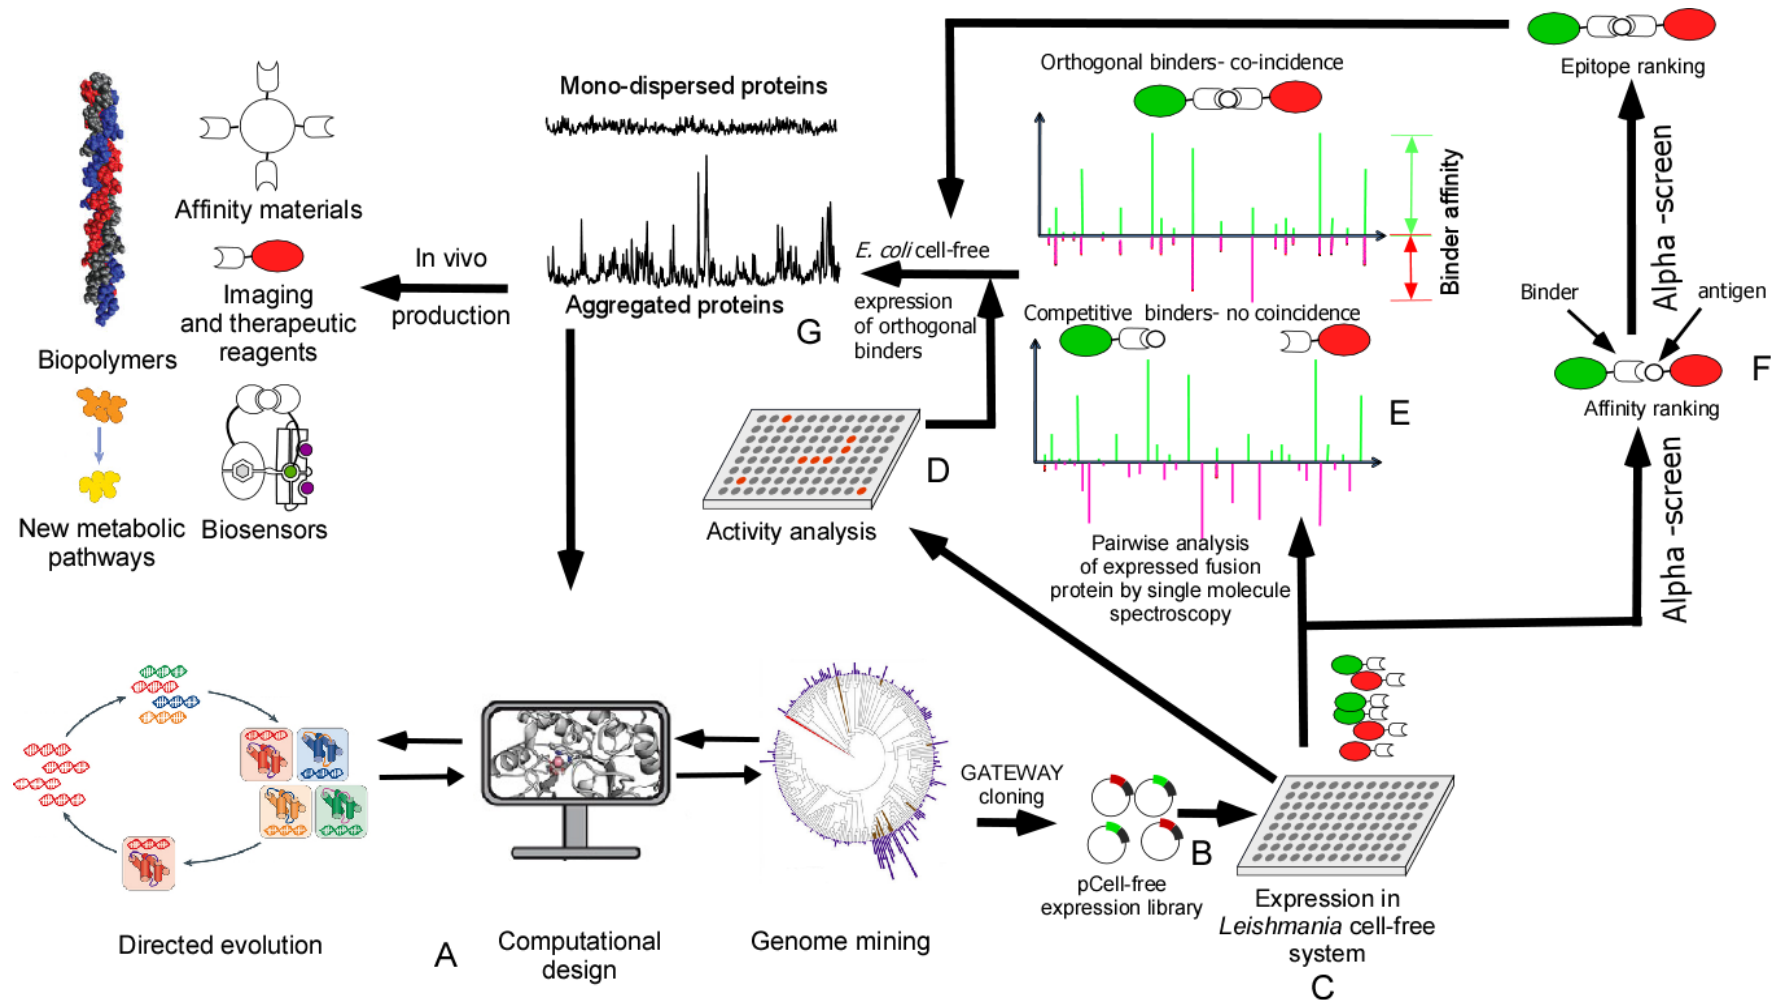 Mono-dispersed proteins
Aggregated proteins
G
Affinity materials
Imaging
and therapeutic
reagents
Biopolymers
New metabolic
pathways
Biosensors
In vivo
production
E. coli cell-free
expression
of orthogonal
binders
Orthogonal binders- co-incidence
Binder affinity
Competitive binders- no coincidence
E
Pairwise analysis
of expressed fusion
protein by single molecule
spectroscopy
Epitope ranking
Alpha -screen
Binder
antigen
F
Affinity ranking
Alpha -screen
D
Activity analysis
Directed evolution
A
Computational
design
Genome mining
GATEWAY
cloning
B
pCell-free
expression library
Expression in
Leishmania cell-free
system
C